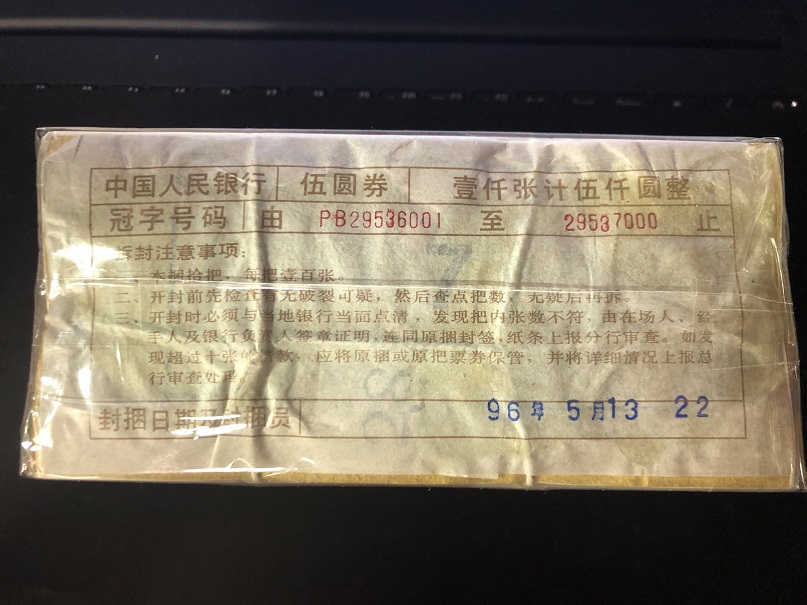 中国人民银行 伍圆券 壹仟张计伍仟圆整
冠字号码 由 PB29536001 至 29537000 止
拆封注意事项：
一、本捆拾把，每把壹百张。
二、开封前先检查有无破裂可疑，然后查点把数，无疑后再拆。
三、开封时必须与当地银行当面点清，发现把内张数不符，由在场人、经
手人及银行负责人签章证明，连同原捆封签，纸条上报分行审查。如发
现超过十张的 款，应将原捆或原把票券保管，并将详细情况上报总
行审查处理。
封捆日期及封捆员 96年 5月13 22